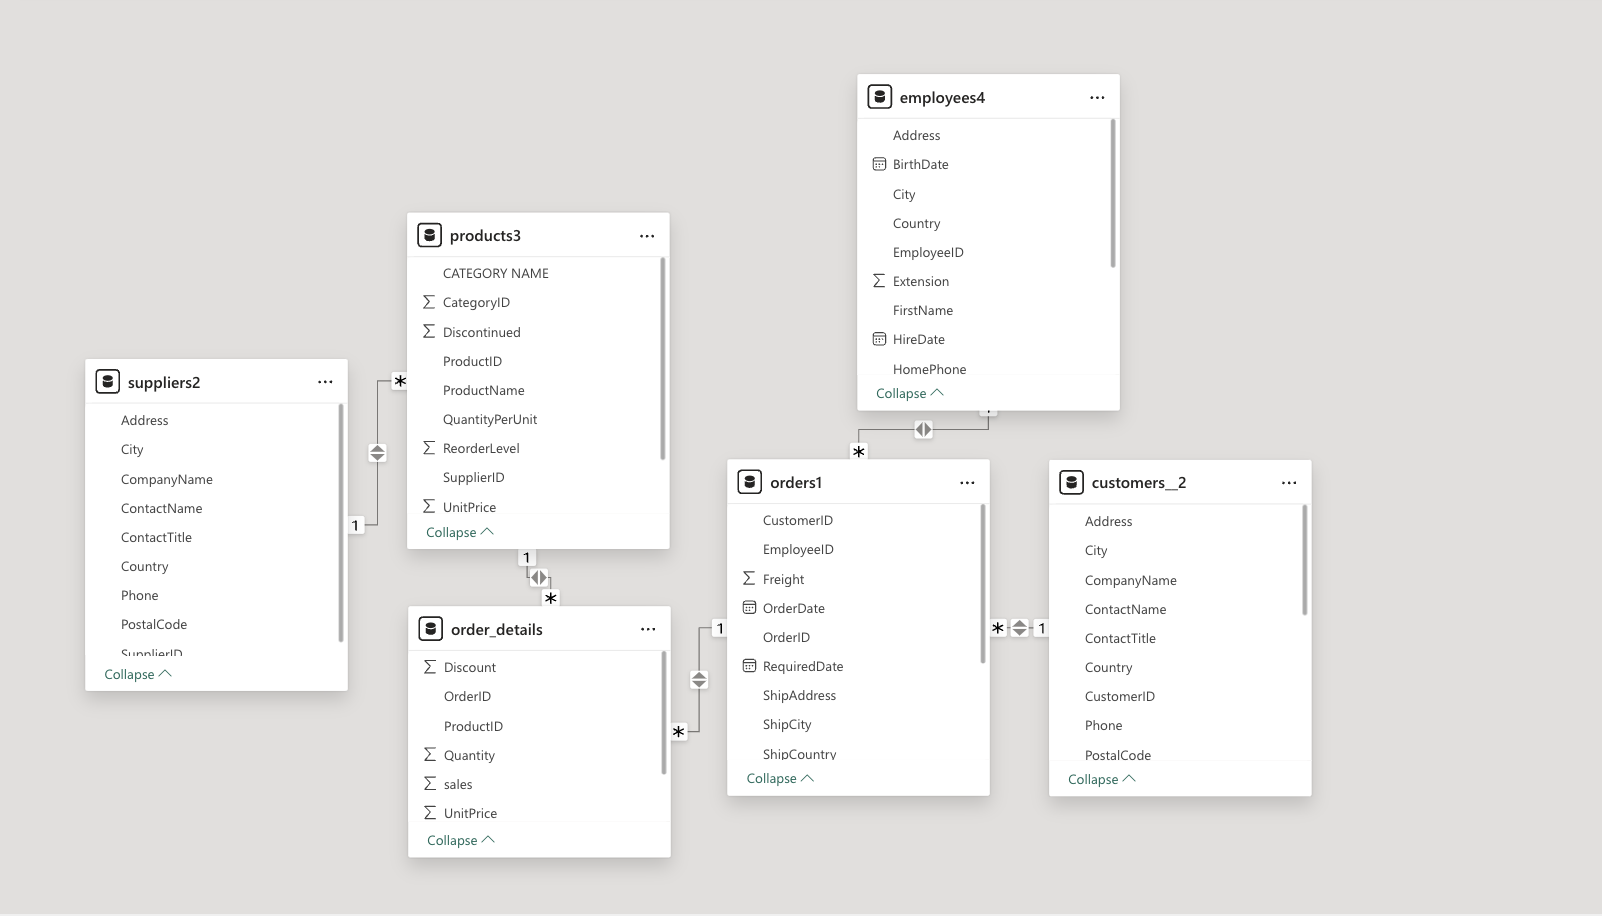 employees4
Address
BirthDate
City
Country
EmployeeID
Extension
FirstName
HireDate
HomePhone
Collapse
products3
CATEGORY NAME
CategoryID
Discontinued
ProductID
ProductName
QuantityPerUnit
ReorderLevel
SupplierID
UnitPrice
Collapse
suppliers2
Address
City
CompanyName
ContactName
ContactTitle
Country
Phone
PostalCode
SupplierID
Collapse
*
1
1
*
order_details
Discount
OrderID
ProductID
Quantity
sales
UnitPrice
Collapse
1
*
1
*
orders1
CustomerID
EmployeeID
Freight
OrderDate
OrderID
RequiredDate
ShipAddress
ShipCity
ShipCountry
Collapse
*
1
customers__2
Address
City
CompanyName
ContactName
ContactTitle
Country
CustomerID
Phone
PostalCode
Collapse